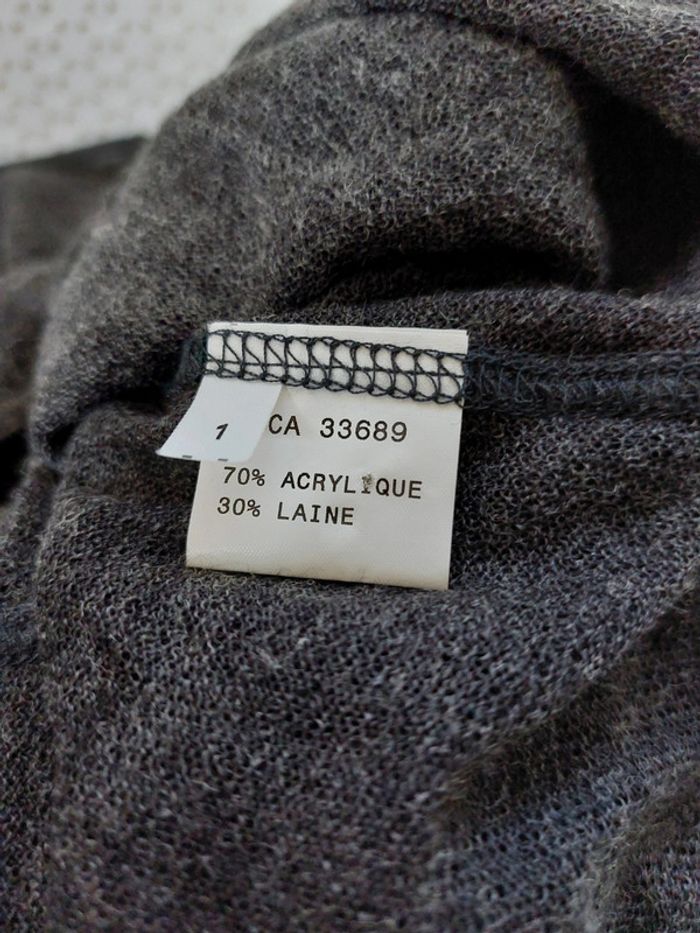 1
CA 33689
70% ACRYLIQUE
30% LAINE